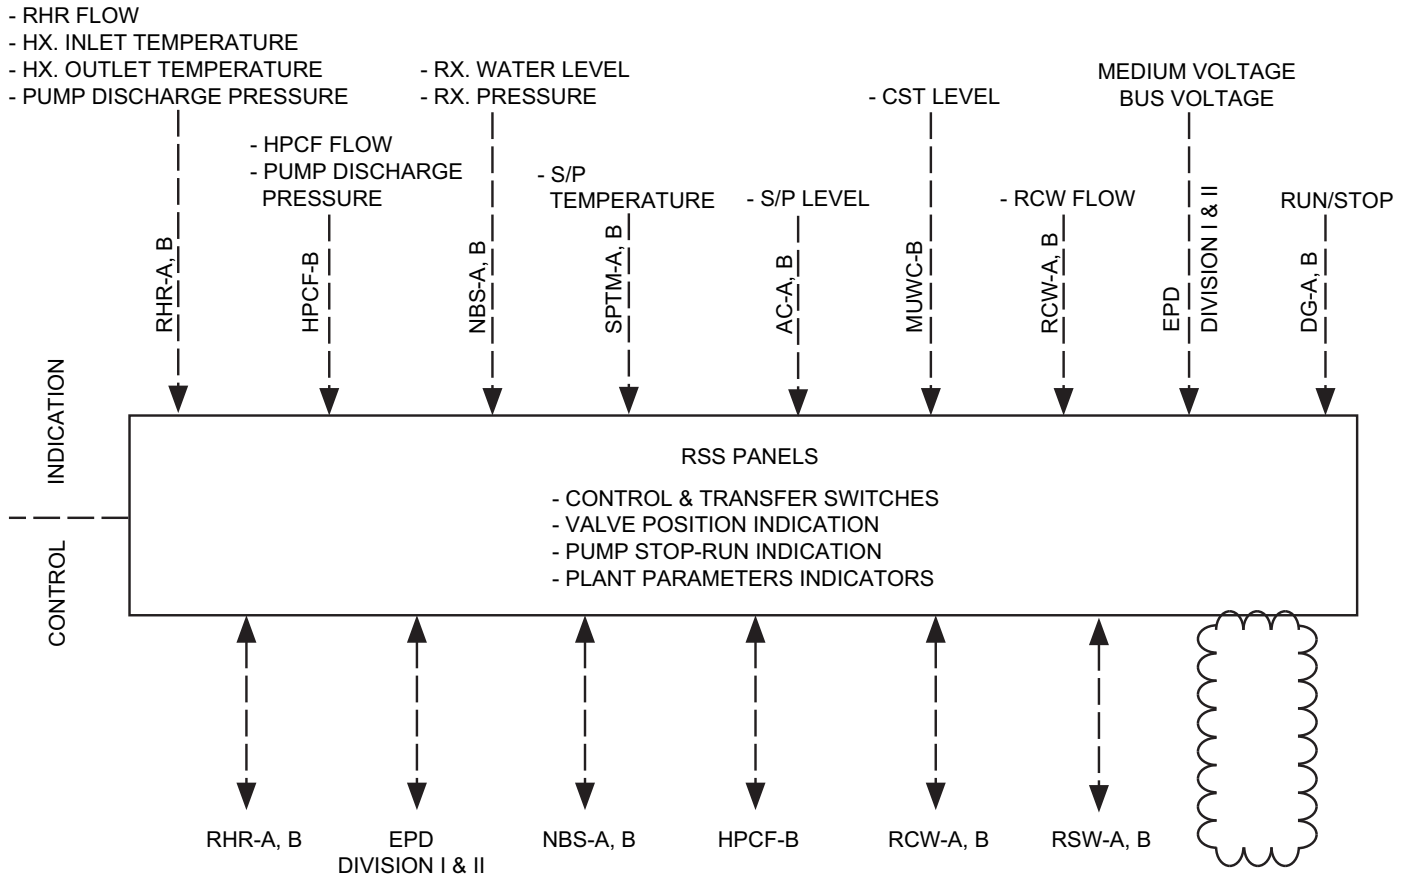 - RHR FLOW
- HX. INLET TEMPERATURE
- HX. OUTLET TEMPERATURE
- PUMP DISCHARGE PRESSURE
- HPCF FLOW
- PUMP DISCHARGE
PRESSURE
- RX. WATER LEVEL
- RX. PRESSURE
- S/P
TEMPERATURE
- S/P LEVEL
- CST LEVEL
- RCW FLOW
MEDIUM VOLTAGE
BUS VOLTAGE
RUN/STOP
RHR-A, B
HPCF-B
NBS-A, B
SPTM-A, B
AC-A, B
MUWC-B
RCW-A, B
EPD
DIVISION I & II
DG-A, B
INDICATION
CONTROL
RSS PANELS
- CONTROL & TRANSFER SWITCHES
- VALVE POSITION INDICATION
- PUMP STOP-RUN INDICATION
- PLANT PARAMETERS INDICATORS
RHR-A, B
EPD
DIVISION I & II
NBS-A, B
HPCF-B
RCW-A, B
RSW-A, B